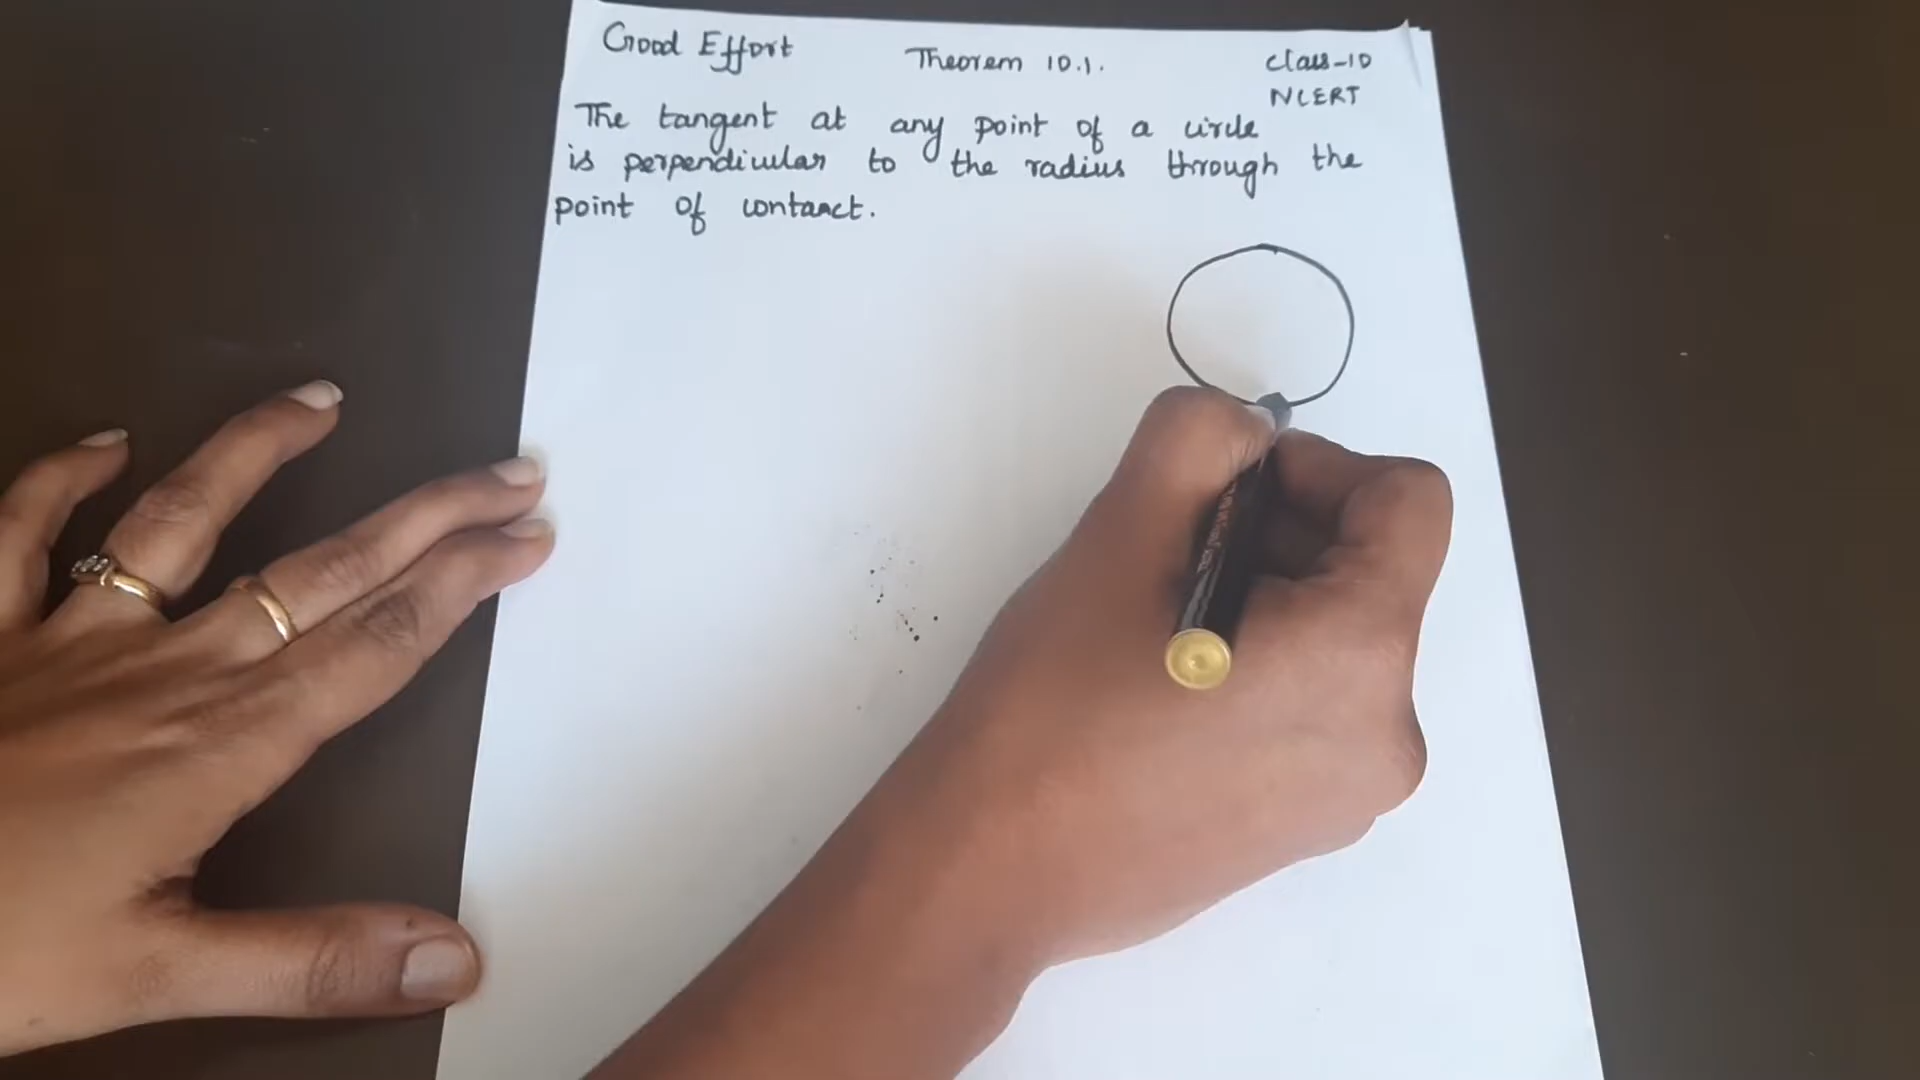 Good Effort
Theorem 10.1.
Class-10
NCERT
The tangent at any point of a circle
is perpendicular to the radius through the
point of contanct.